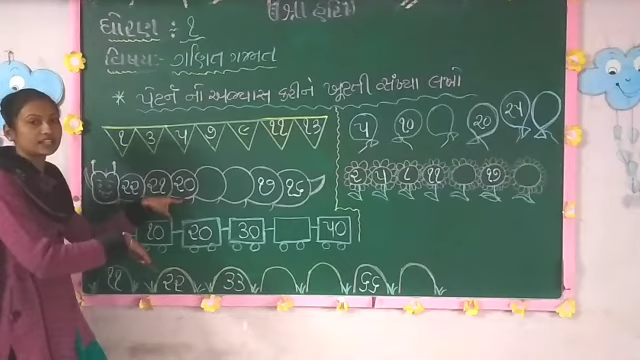 ધોરણ : ૧
વિષય:- ગણિત ગમ્મત
* પેટર્ન નો અભ્યાસ કરીને ખૂટતી સંખ્યા લખો
૧ ૩ ૫ ૭ ૯ ૧૧ ૧૩
૫ ૧૦ ૨૦ ૨૫
૨૨ ૨૧ ૨૦ ૧૭ ૧૬
૨ ૫ ૮ ૧૧ ૧૭
૧૦ ૨૦ ૩૦ ૫૦
૧૧ ૨૨ ૩૩ ૬૬